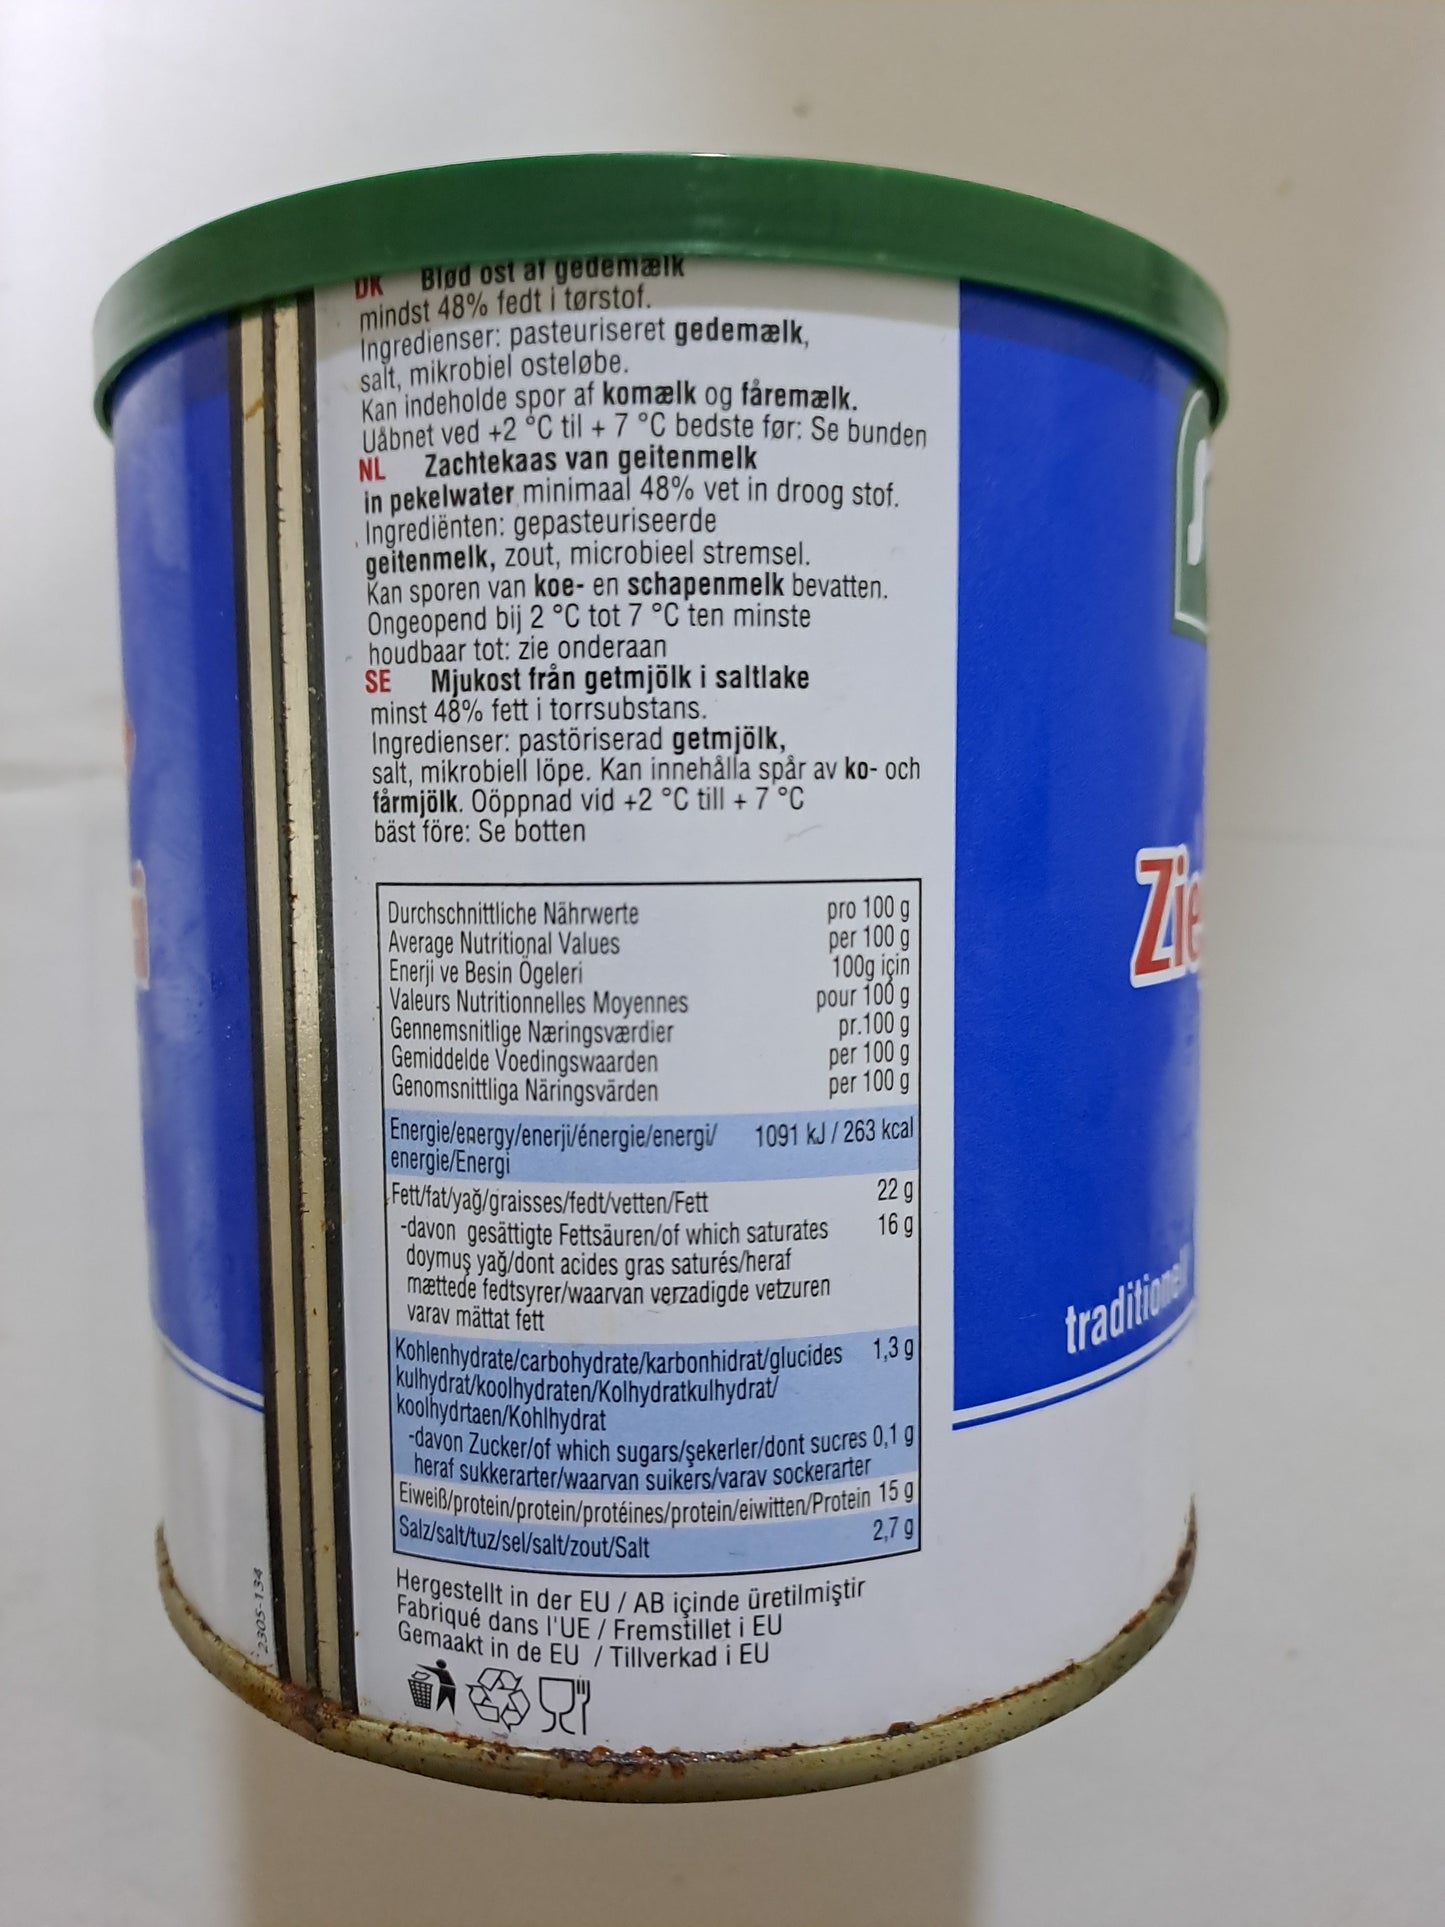 DK Blød ost af gedemælk
mindst 48% fedt i tørstof.
Ingredienser: pasteuriseret gedemælk,
salt, mikrobiel osteløbe.
Kan indeholde spor af komælk og fåremælk.
Uåbnet ved +2 °C til + 7 °C bedste før: Se bunden
NL Zachtekaas van geitenmelk
in pekelwater minimaal 48% vet in droog stof.
Ingrediënten: gepasteuriseerde
geitenmelk, zout, microbieel stremsel.
Kan sporen van koe- en schapenmelk bevatten.
Ongeopend bij 2 °C tot 7 °C ten minste
houdbaar tot: zie onderaan
SE Mjukost från getmjölk i saltlake
minst 48% fett i torrsubstans.
Ingredienser: pastöriserad getmjölk,
salt, mikrobiell löpe. Kan innehålla spår av ko- och
fårmjölk. Oöppnad vid +2 °C till + 7 °C
bäst före: Se botten
Durchschnittliche Nährwerte pro 100 g
Average Nutritional Values per 100 g
Enerji ve Besin Ögeleri 100g için
Valeurs Nutritionnelles Moyennes pour 100 g
Gennemsnitlige Næringsværdier pr.100 g
Gemiddelde Voedingswaarden per 100 g
Genomsnittliga Näringsvärden per 100 g
Energie/energy/enerji/énergie/energi/ 1091 kJ / 263 kcal
energie/Energi
Fett/fat/yağ/graisses/fedt/vetten/Fett 22 g
-davon gesättigte Fettsäuren/of which saturates 16 g
doymuş yağ/dont acides gras saturés/heraf
mættede fedtsyrer/waarvan verzadigde vetzuren
varav mättat fett
Kohlenhydrate/carbohydrate/karbonhidrat/glucides 1,3 g
kulhydrat/koolhydraten/Kolhydratkulhydrat/
koolhydrtaen/Kohlhydrat
-davon Zucker/of which sugars/şekerler/dont sucres 0,1 g
heraf sukkerarter/waarvan suikers/varav sockerarter
Eiweiß/protein/protein/protéines/protein/eiwitten/Protein 15 g
Salz/salt/tuz/sel/salt/zout/Salt 2,7 g
Hergestellt in der EU / AB içinde üretilmiştir
Fabriqué dans l'UE / Fremstillet i EU
Gemaakt in de EU / Tillverkad i EU
2305-134
Zie
traditionell